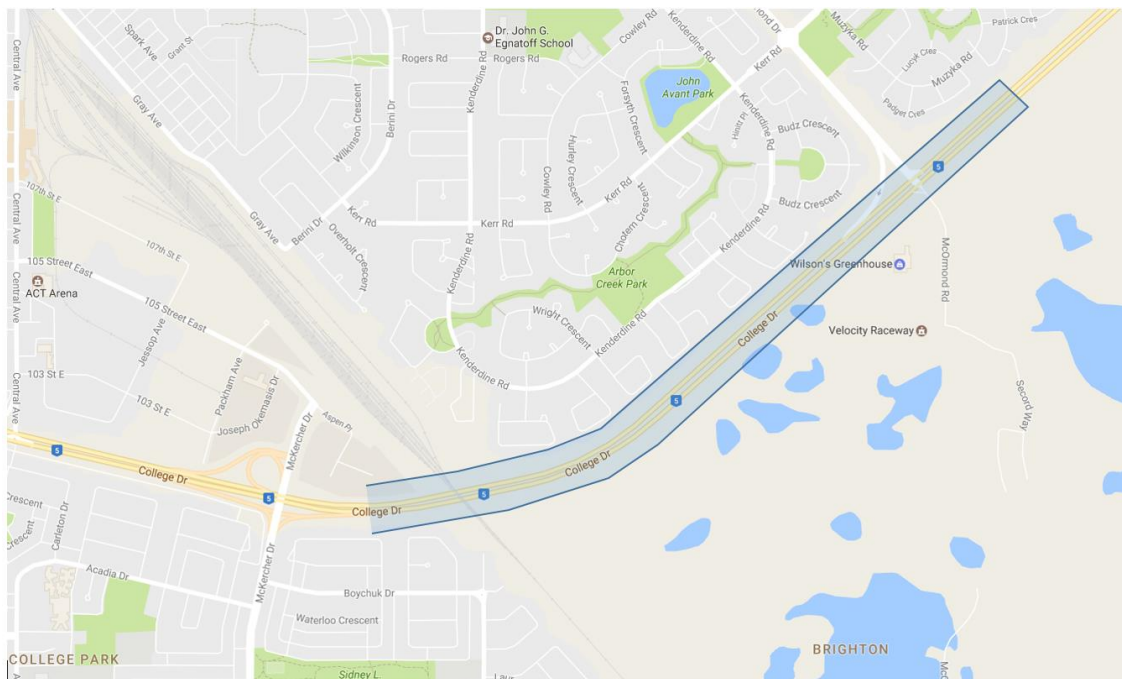 Spark Ave
Grant St
Central Ave
Gray Ave
107th St E
107th St E
Central Ave
105 Street East
ACT Arena
105 Street East
Jessop Ave
103 St E
103 St E
Central Ave
Packham Ave
Joseph Okemasis Dr
McKercher Dr
Aspen Pl
College Dr
5
5
College Dr
Crescent
Crescent
Carleton Dr
Acadia Dr
McKercher Dr
Boychuk Dr
Waterloo Crescent
COLLEGE PARK
Sidney L.
Wilkinson Crescent
Berini Dr
Rogers Rd
Dr. John G.
Egnatoff School
Rogers Rd
Kenderdine Rd
Cowley Rd
Kenderdine Rd
Kerr Rd
John
Avant Park
Forsyth Crescent
Hurley Crescent
Cowley Rd
Kerr Rd
Kerr Rd
Kerr Rd
Berini Dr
Overholt Crescent
Gray Ave
Kenderdine Rd
Chotem Crescent
Arbor
Creek Park
Wright Crescent
Kenderdine Rd
Kenderdine Rd
Kenderdine Rd
Kenderdine Rd
Budz Crescent
Budz Crescent
Muzyka Rd
Lucyk Cres
Patrick Cres
Muzyka Rd
Padget Cres
5
McOrmond Rd
Wilson's Greenhouse
Velocity Raceway
College Dr
5
College Dr
5
Second Way
BRIGHTON